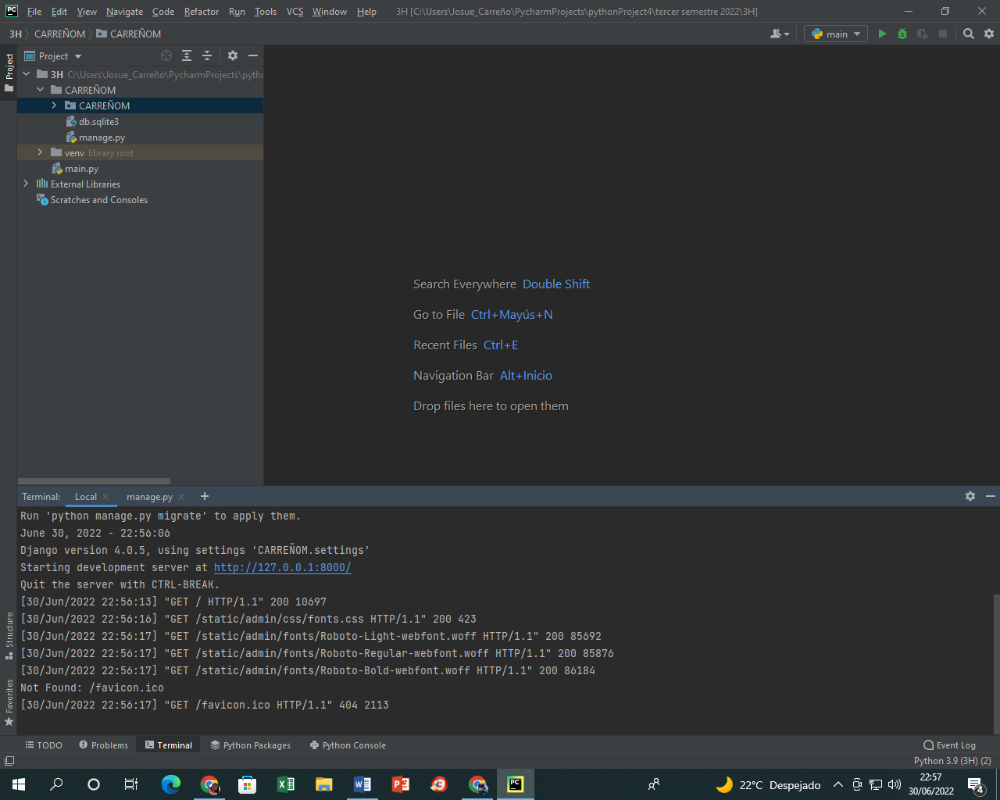 PC File Edit View Navigate Code Refactor Run Tools VCS Window Help 3H [C:\Users\Josue_Carreño\PycharmProjects\pythonProject4\tercer semestre 2022\3H]
3H CARREÑOM CARREÑOM main
Project
Project
3H C:\Users\Josue_Carreño\PycharmProjects\pytho
CARREÑOM
CARREÑOM
db.sqlite3
manage.py
venv library root
main.py
External Libraries
Scratches and Consoles
Search Everywhere Double Shift
Go to File Ctrl+Mayús+N
Recent Files Ctrl+E
Navigation Bar Alt+Inicio
Drop files here to open them
Terminal: Local manage.py
Run 'python manage.py migrate' to apply them.
June 30, 2022 - 22:56:06
Django version 4.0.5, using settings 'CARREÑOM.settings'
Starting development server at http://127.0.0.1:8000/
Quit the server with CTRL-BREAK.
[30/Jun/2022 22:56:13] "GET / HTTP/1.1" 200 10697
[30/Jun/2022 22:56:16] "GET /static/admin/css/fonts.css HTTP/1.1" 200 423
[30/Jun/2022 22:56:17] "GET /static/admin/fonts/Roboto-Light-webfont.woff HTTP/1.1" 200 85692
[30/Jun/2022 22:56:17] "GET /static/admin/fonts/Roboto-Regular-webfont.woff HTTP/1.1" 200 85876
[30/Jun/2022 22:56:17] "GET /static/admin/fonts/Roboto-Bold-webfont.woff HTTP/1.1" 200 86184
Not Found: /favicon.ico
[30/Jun/2022 22:56:17] "GET /favicon.ico HTTP/1.1" 404 2113
Structure
Favorites
TODO Problems Terminal Python Packages Python Console Event Log
Python 3.9 (3H) (2)
22°C Despejado
22:57
30/06/2022
4